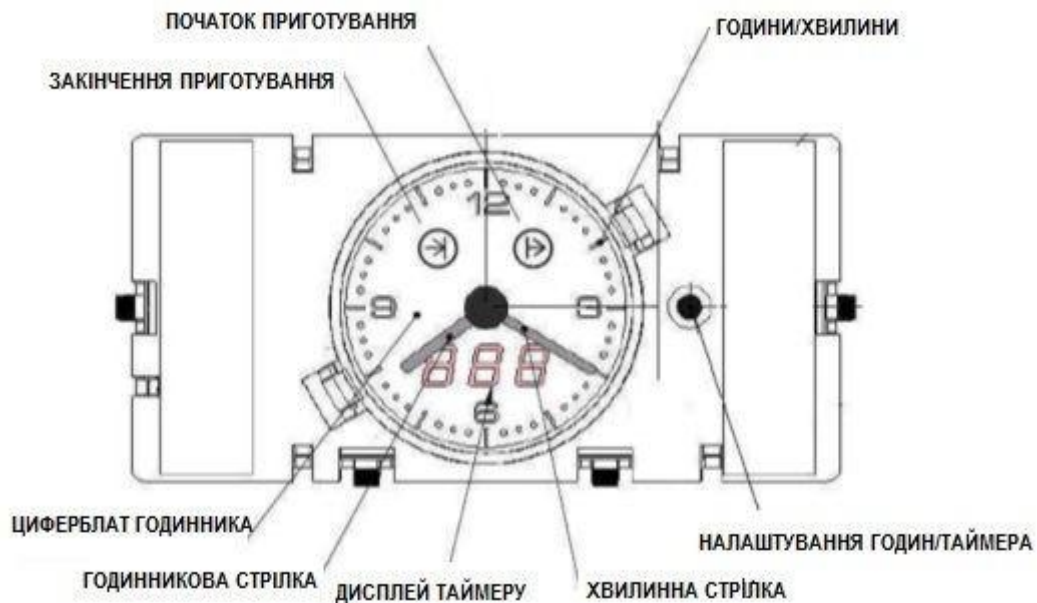 ПОЧАТОК ПРИГОТУВАННЯ
ГОДИНИ/ХВИЛИНИ
ЗАКІНЧЕННЯ ПРИГОТУВАННЯ
12
9
3
888
6
ЦИФЕРБЛАТ ГОДИННИКА
НАЛАШТУВАННЯ ГОДИН/ТАЙМЕРА
ГОДИННИКОВА СТРІЛКА
ДИСПЛЕЙ ТАЙМЕРУ
ХВИЛИННА СТРІЛКА